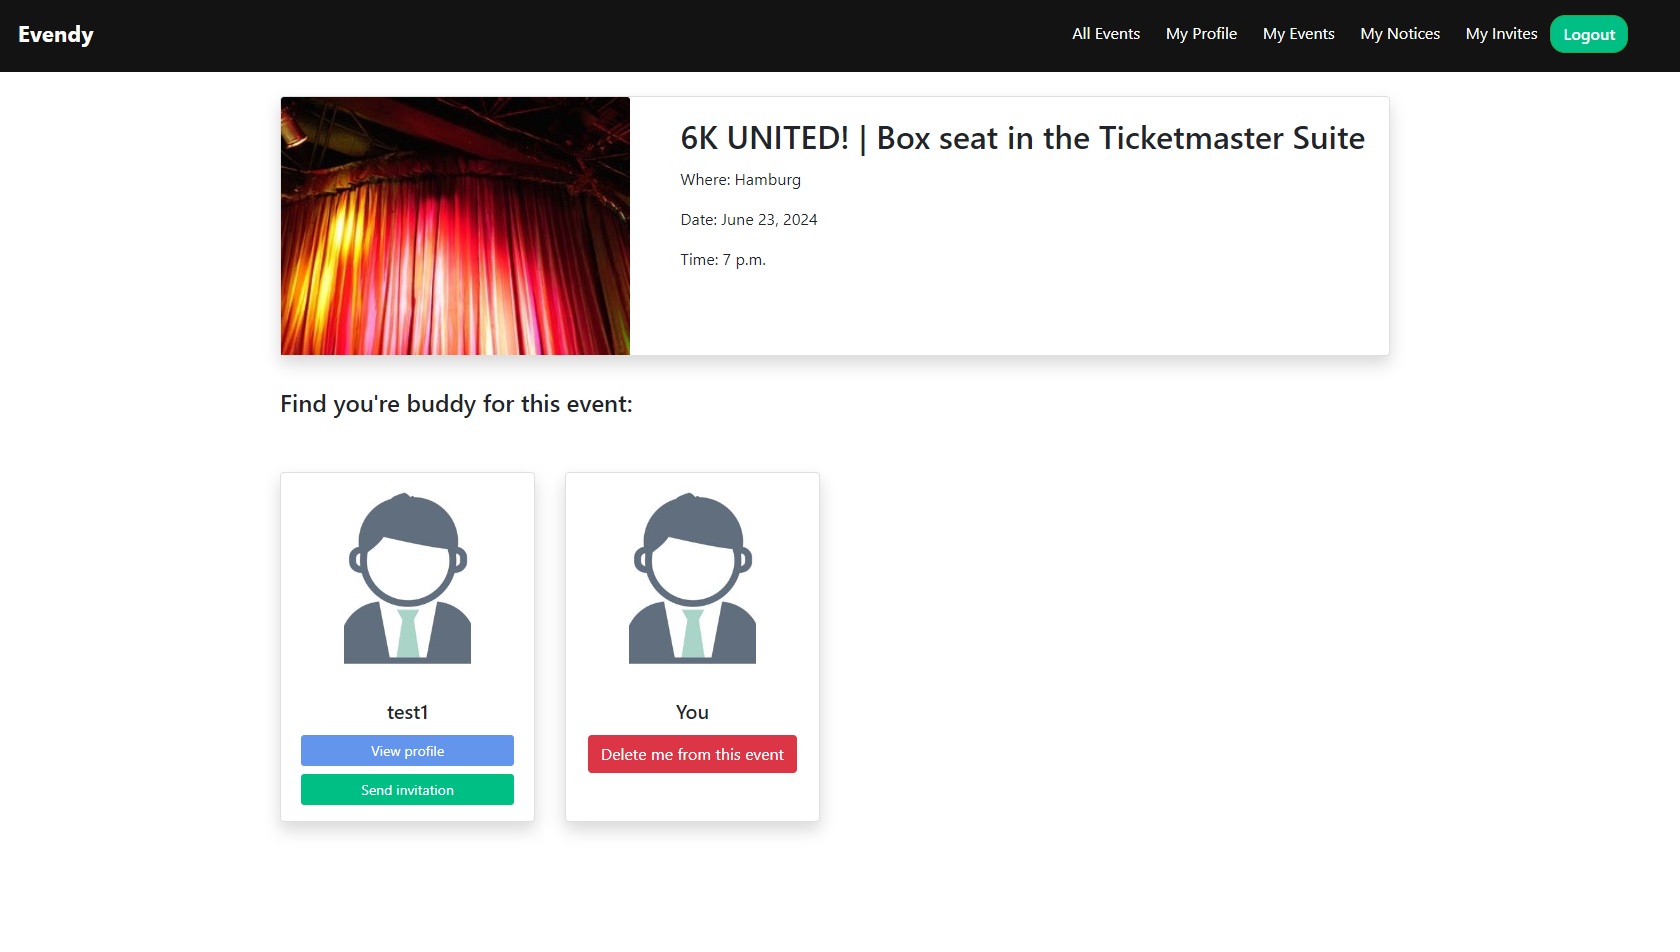 Evendy
All Events My Profile My Events My Notices My Invites Logout
6K UNITED! | Box seat in the Ticketmaster Suite
Where: Hamburg
Date: June 23, 2024
Time: 7 p.m.
Find you're buddy for this event:
test1
View profile
Send invitation
You
Delete me from this event